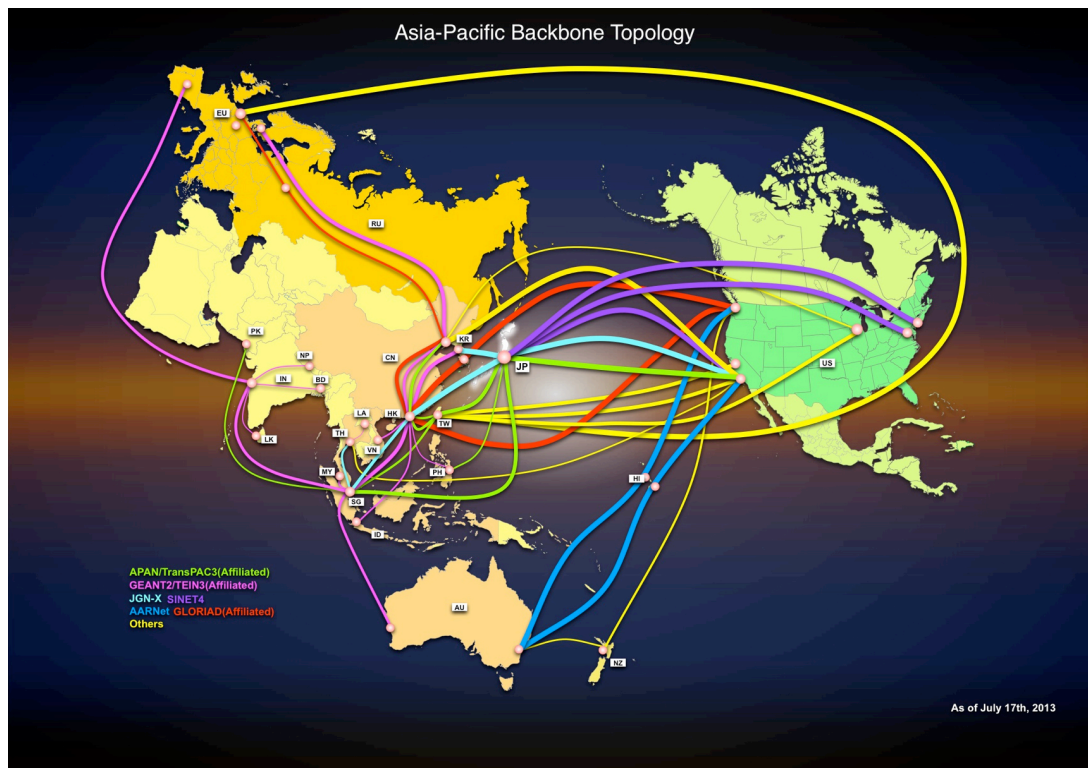 Asia-Pacific Backbone Topology
EU
RU
PK
NP
IN
BD
LK
CN
KR
JP
US
LA
HK
TW
TH
VN
MY
PH
SG
ID
HI
AU
NZ
APAN/TransPAC3(Affiliated)
GEANT2/TEIN3(Affiliated)
JGN-X SINET4
AARNet GLORIAD(Affiliated)
Others
As of July 17th, 2013